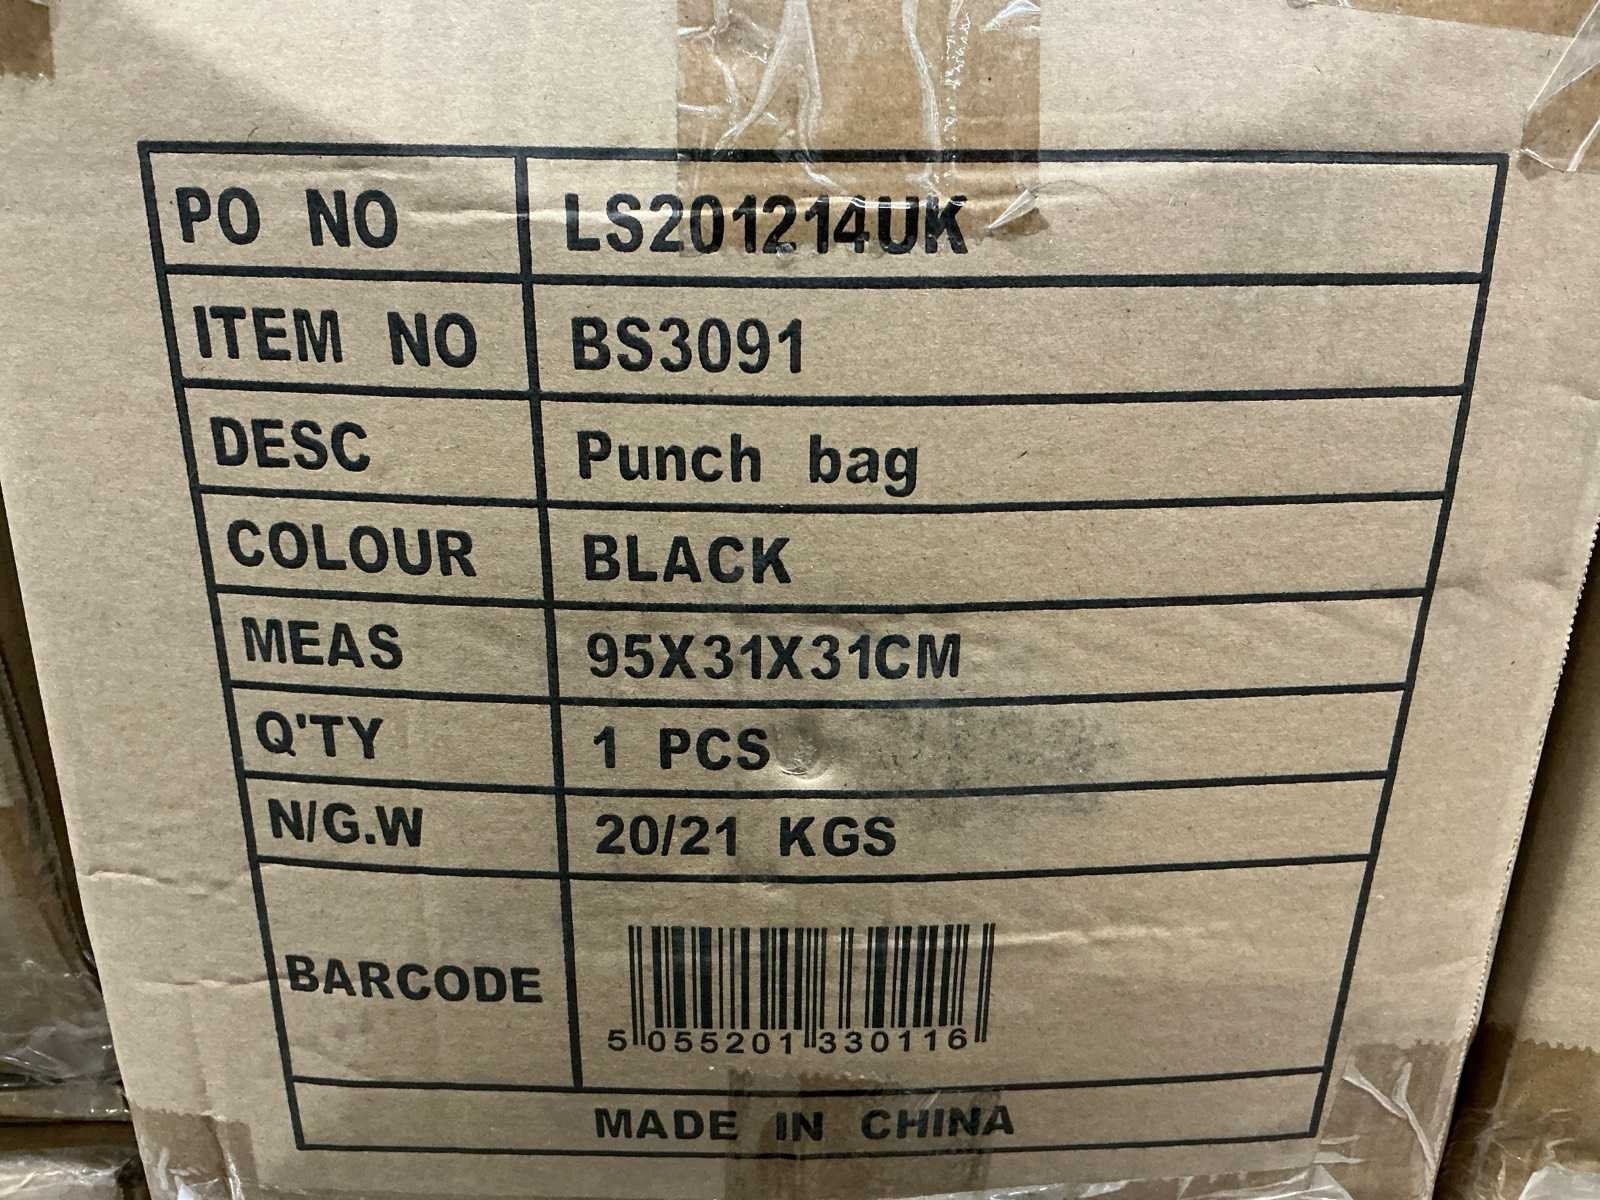 PO NO LS201214UK
ITEM NO BS3091
DESC Punch bag
COLOUR BLACK
MEAS 95X31X31CM
Q'TY 1 PCS
N/G.W 20/21 KGS
BARCODE 5 055201 330116
MADE IN CHINA